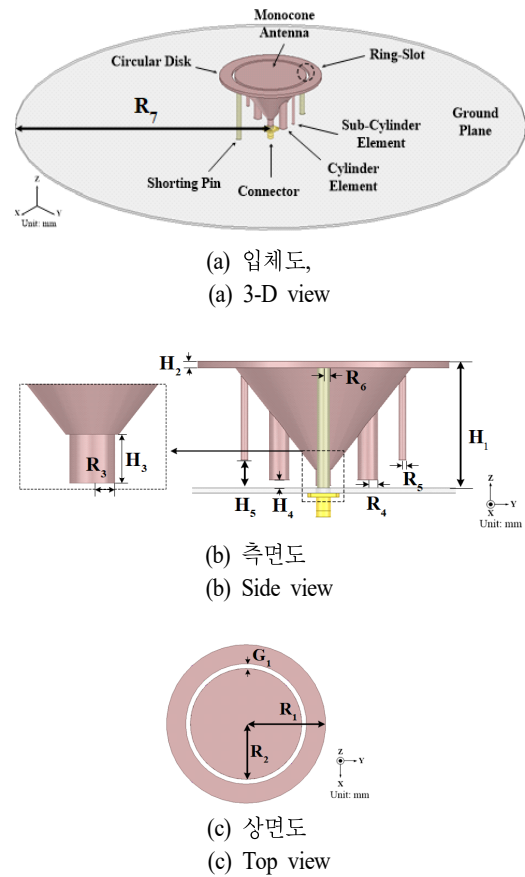 Monocone
Antenna
Circular Disk
Ring-Slot
R7
Ground
Plane
Sub-Cylinder
Element
Shorting Pin
Connector
Cylinder
Element
Z
X
Y
Unit: mm
(a) 입체도,
(a) 3-D view
H2
R6
H1
R3
H3
H5
H4
R4
R5
Z
X
Y
Unit: mm
(b) 측면도
(b) Side view
G1
R1
R2
Z
Y
X
Unit: mm
(c) 상면도
(c) Top view